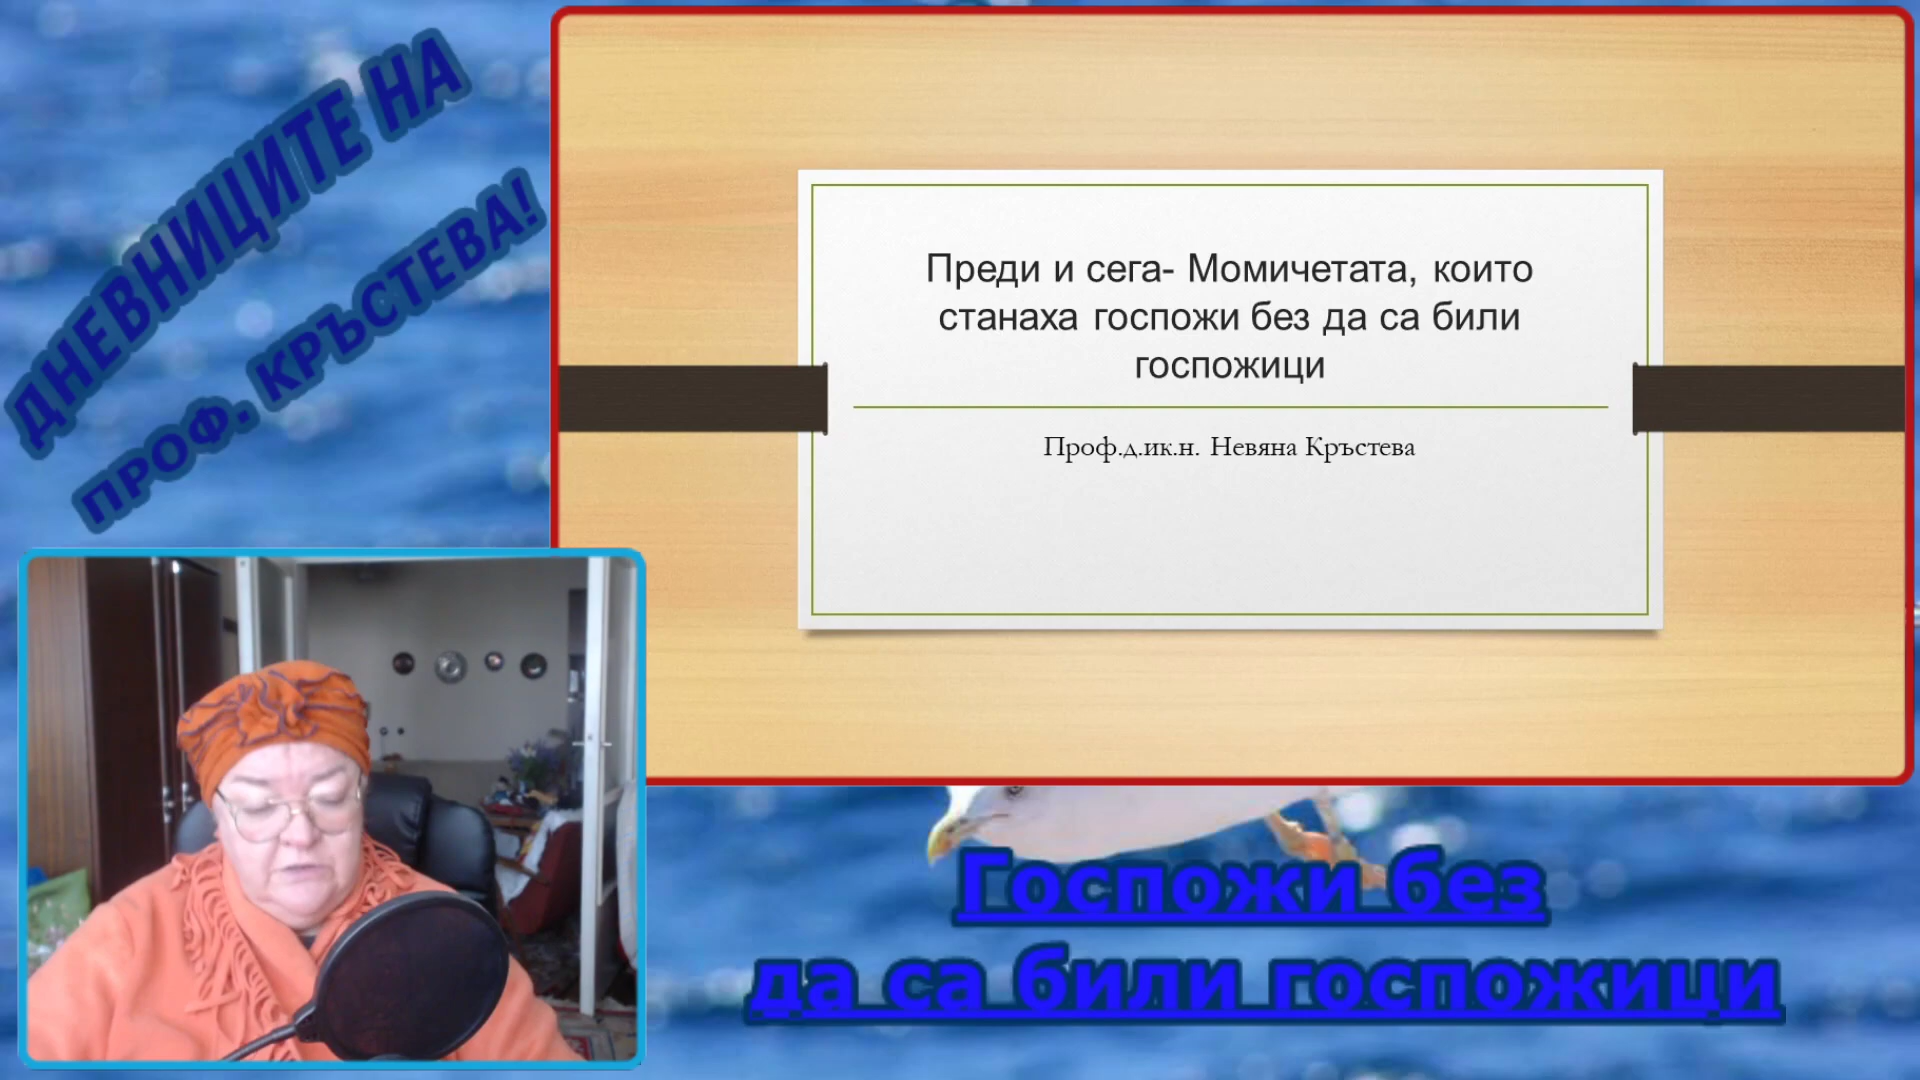 ДНЕВНИЦИТЕ НА
ПРОФ. КРЪСТЕВА!
Преди и сега- Момичетата, които
станаха госпожи без да са били
госпожици
Проф.д.ик.н. Невяна Кръстева
Госпожи без
да са били госпожици